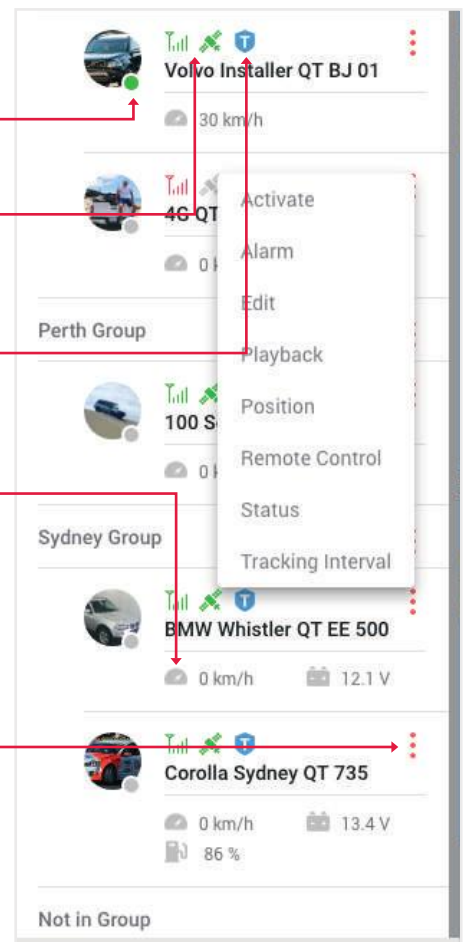 Volvo Installer QT BJ 01
30 km/h
4G QT
0
Activate
Alarm
Edit
Playback
Position
Remote Control
Status
Tracking Interval
Perth Group
100 S
0
Sydney Group
BMW Whistler QT EE 500
0 km/h 12.1 V
Corolla Sydney QT 735
0 km/h 13.4 V
86 %
Not in Group